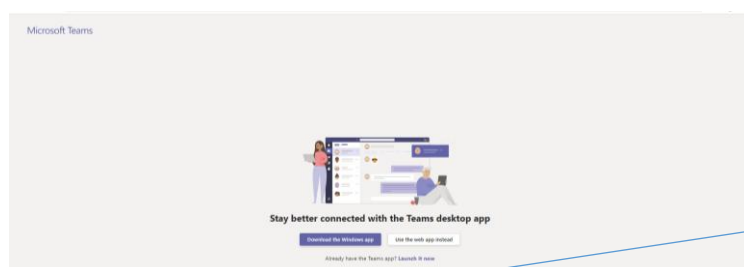 Microsoft Teams
Stay better connected with the Teams desktop app
Download the Windows app
Use the web app instead
Already have the Teams app? Launch it now